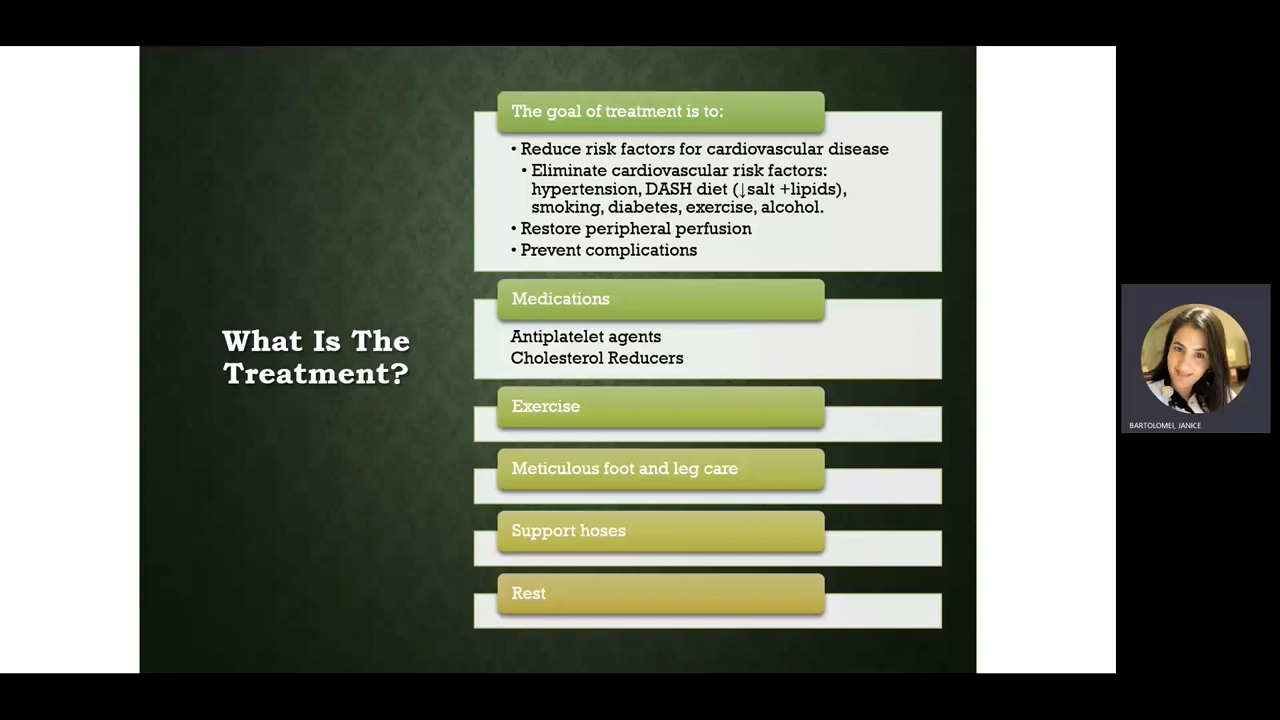 What Is The
Treatment?
The goal of treatment is to:
• Reduce risk factors for cardiovascular disease
• Eliminate cardiovascular risk factors:
hypertension, DASH diet (↓salt +lipids),
smoking, diabetes, exercise, alcohol.
• Restore peripheral perfusion
• Prevent complications
Medications
Antiplatelet agents
Cholesterol Reducers
Exercise
Meticulous foot and leg care
Support hoses
Rest
BARTOLOMEI, JANICE